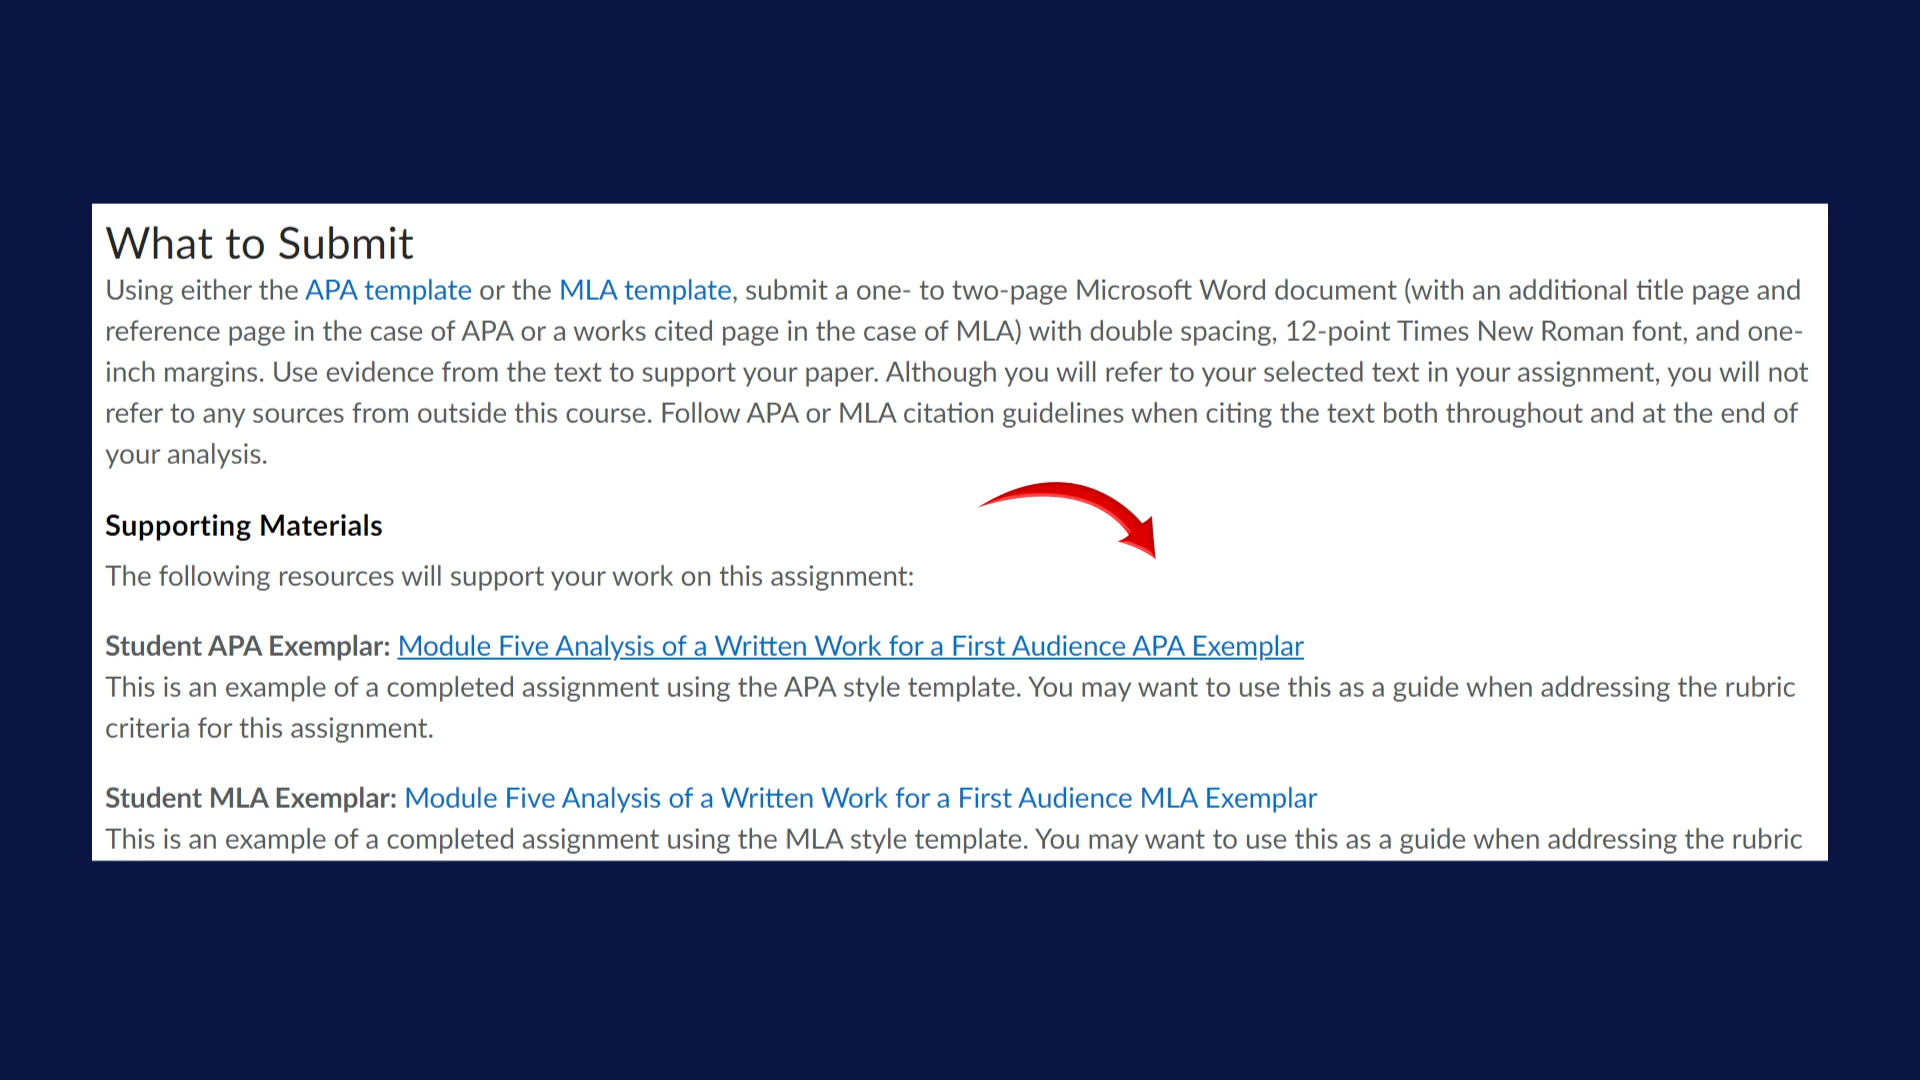 What to Submit
Using either the APA template or the MLA template, submit a one- to two-page Microsoft Word document (with an additional title page and
reference page in the case of APA or a works cited page in the case of MLA) with double spacing, 12-point Times New Roman font, and one-
inch margins. Use evidence from the text to support your paper. Although you will refer to your selected text in your assignment, you will not
refer to any sources from outside this course. Follow APA or MLA citation guidelines when citing the text both throughout and at the end of
your analysis.
Supporting Materials
The following resources will support your work on this assignment:
Student APA Exemplar: Module Five Analysis of a Written Work for a First Audience APA Exemplar
This is an example of a completed assignment using the APA style template. You may want to use this as a guide when addressing the rubric
criteria for this assignment.
Student MLA Exemplar: Module Five Analysis of a Written Work for a First Audience MLA Exemplar
This is an example of a completed assignment using the MLA style template. You may want to use this as a guide when addressing the rubric